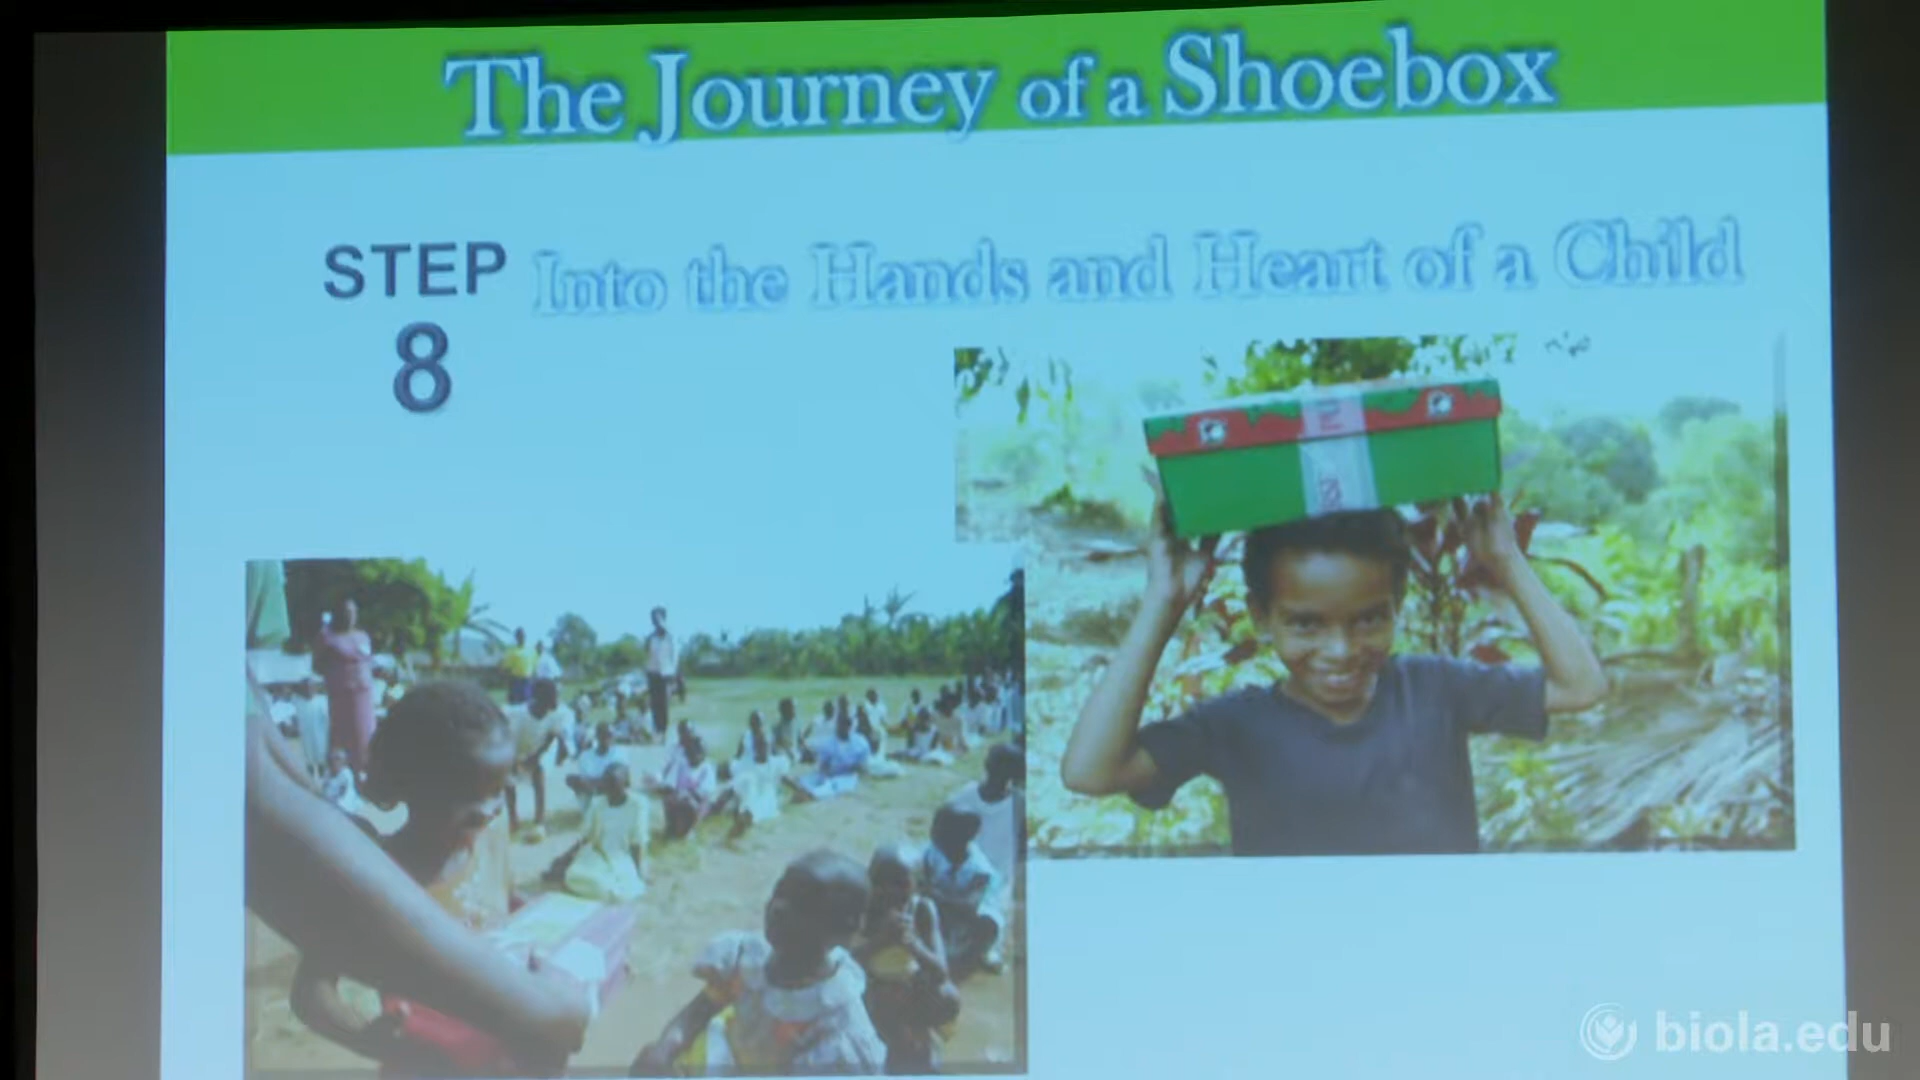 The Journey of a Shoebox
STEP
8
Into the Hands and Heart of a Child
biola.edu